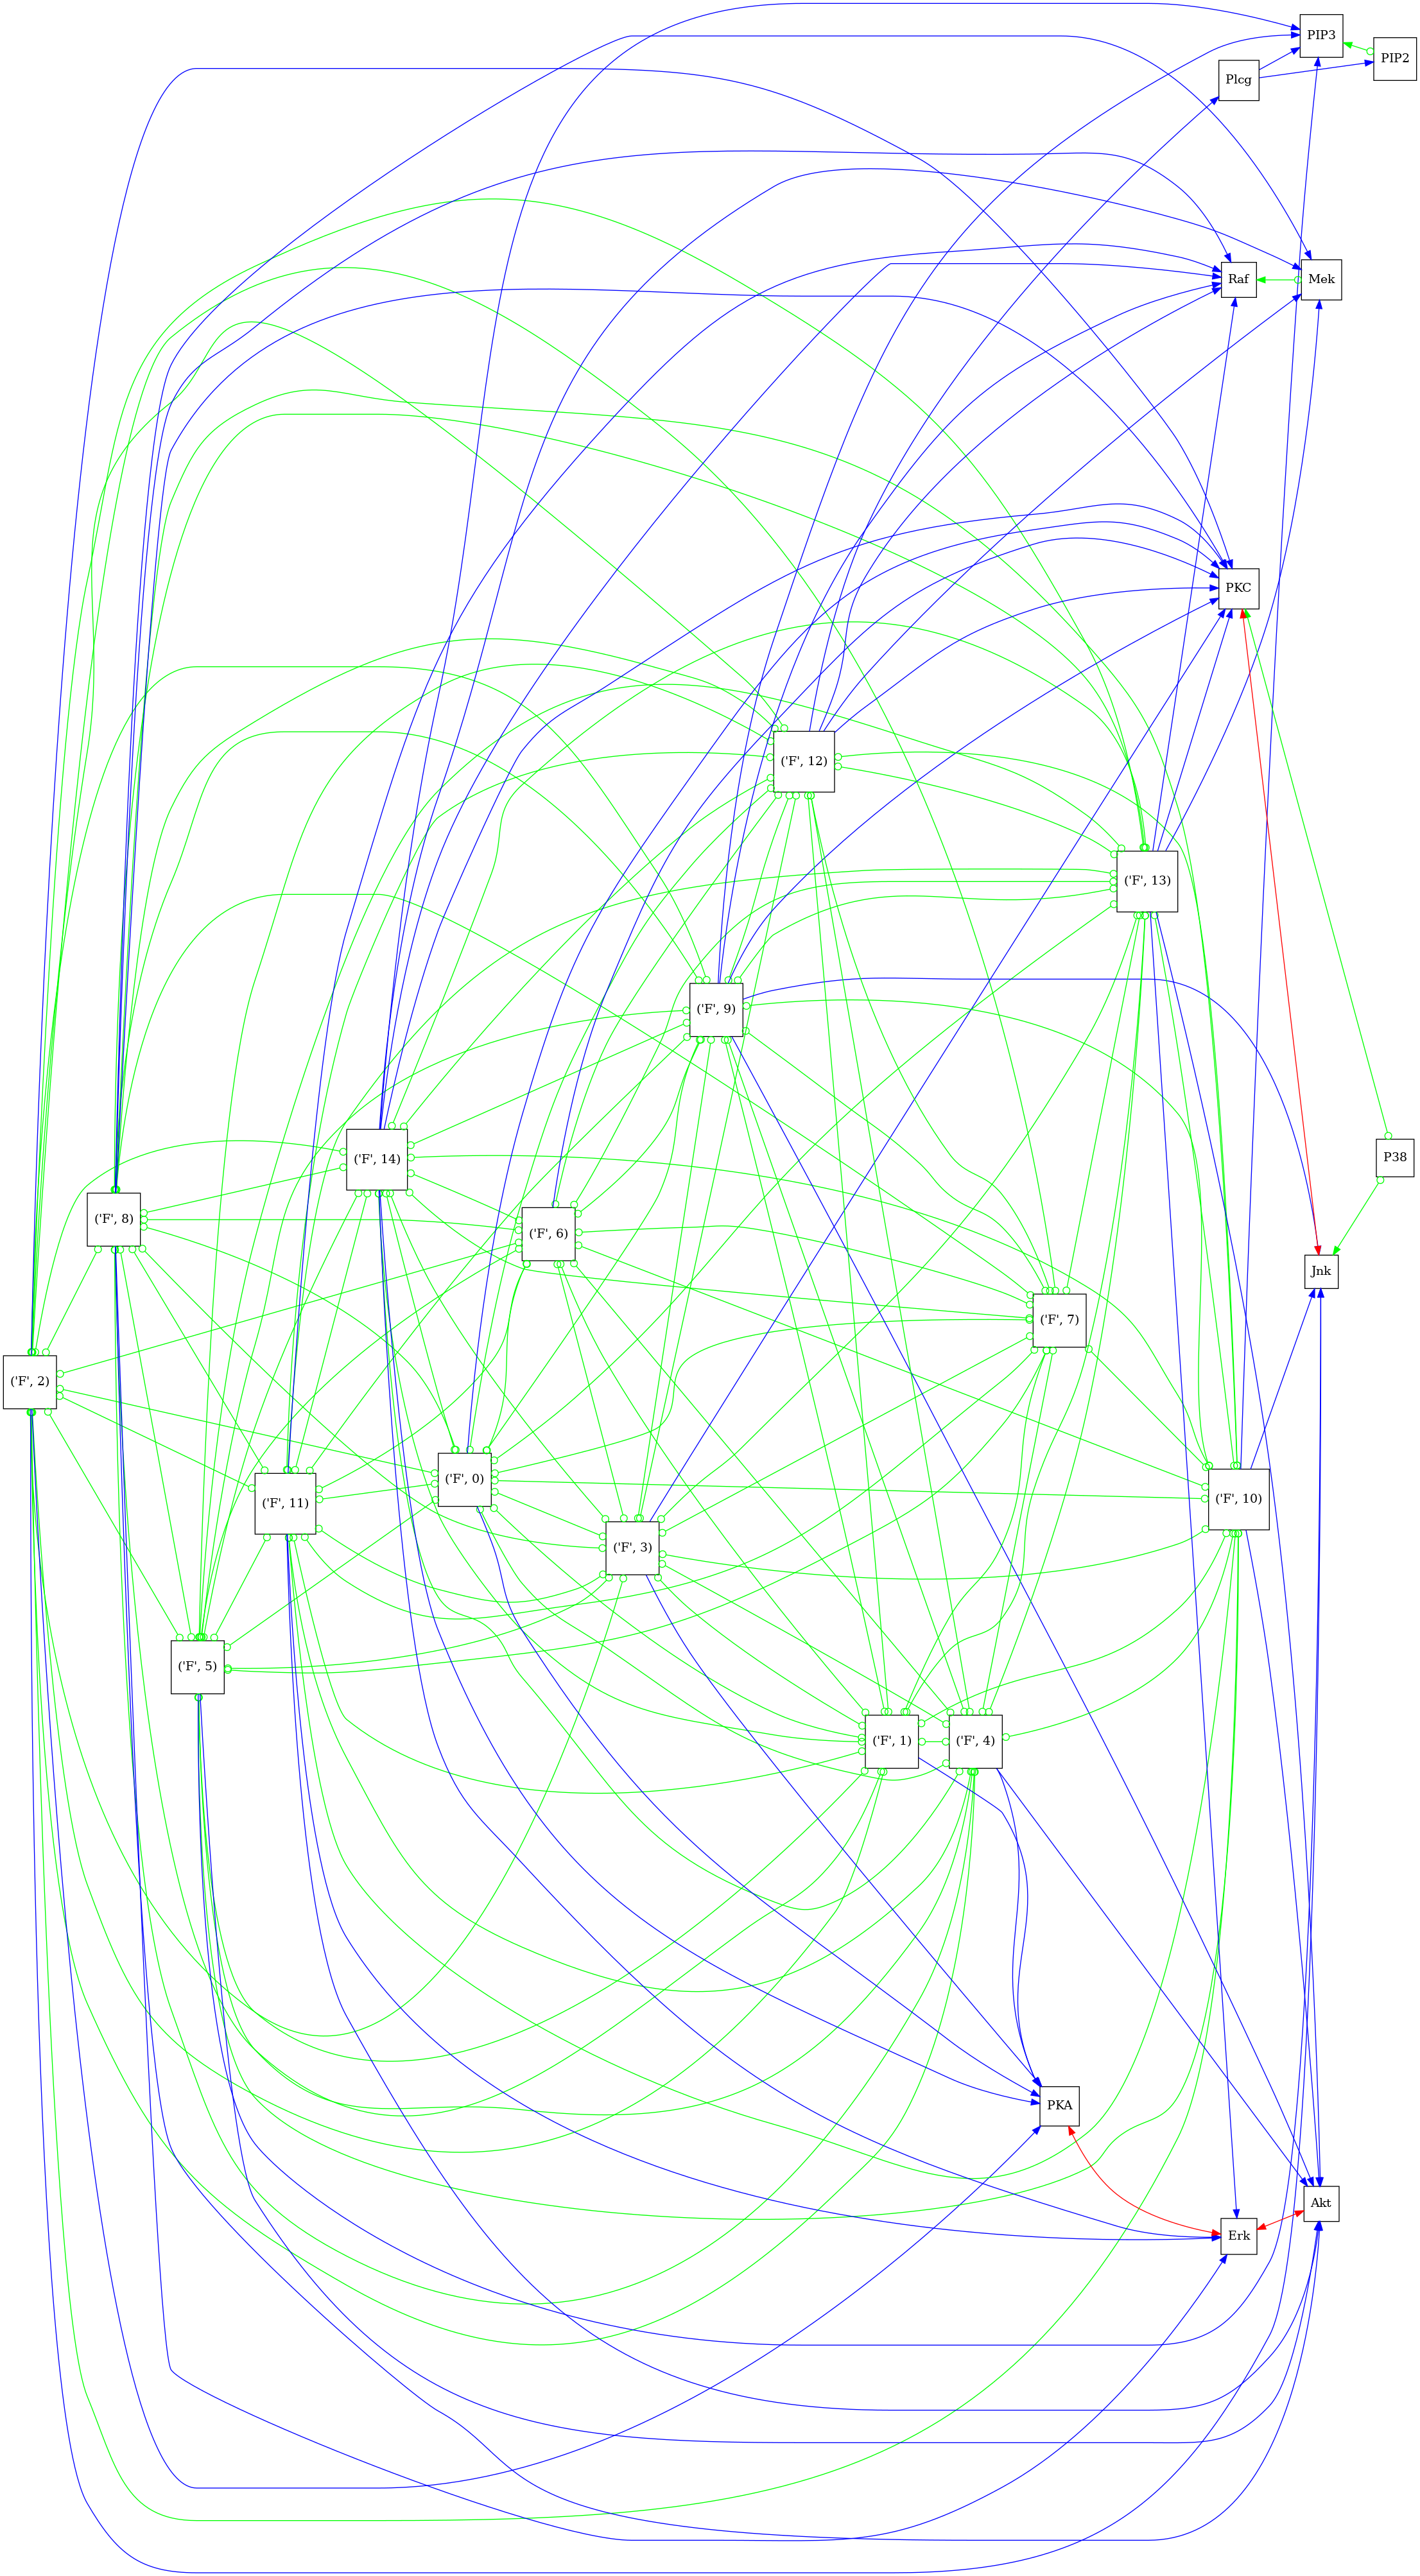 PIP3
PIP2
Plcg
Raf
Mek
PKC
('F', 12)
('F', 13)
('F', 9)
('F', 14)
P38
('F', 8)
('F', 6)
Jnk
('F', 7)
('F', 2)
('F', 0)
('F', 11)
('F', 10)
('F', 3)
('F', 5)
('F', 1)
('F', 4)
PKA
Akt
Erk